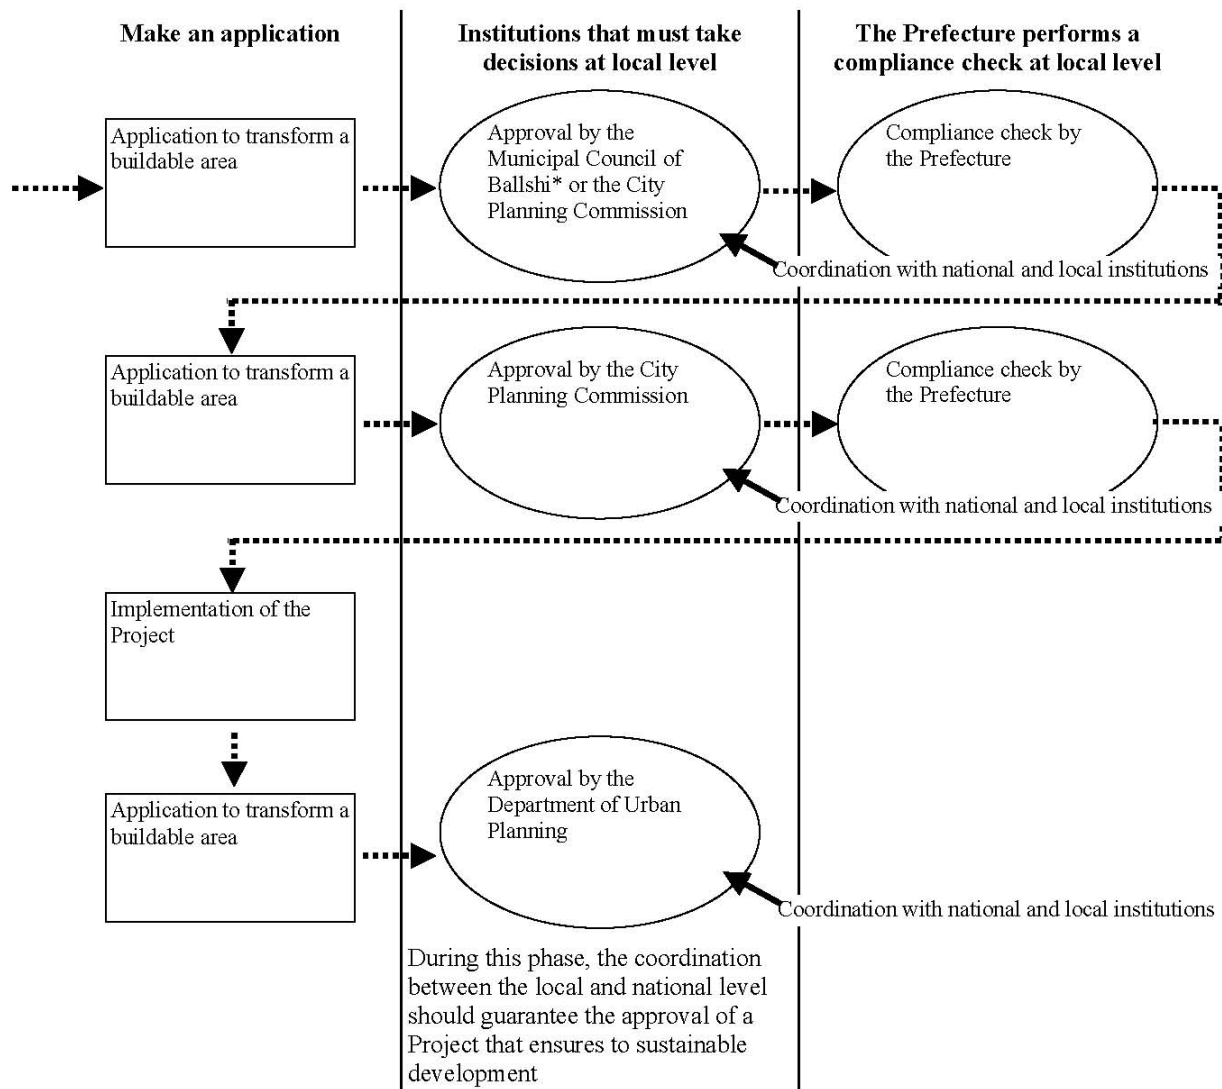 Make an application
Institutions that must take
decisions at local level
The Prefecture performs a
compliance check at local level
Application to transform a
buildable area
Approval by the
Municipal Council of
Ballshi* or the City
Planning Commission
Compliance check by
the Prefecture
Coordination with national and local institutions
Application to transform a
buildable area
Approval by the City
Planning Commission
Compliance check by
the Prefecture
Coordination with national and local institutions
Implementation of the
Project
Application to transform a
buildable area
Approval by the
Department of Urban
Planning
Coordination with national and local institutions
During this phase, the coordination
between the local and national level
should guarantee the approval of a
Project that ensures to sustainable
development